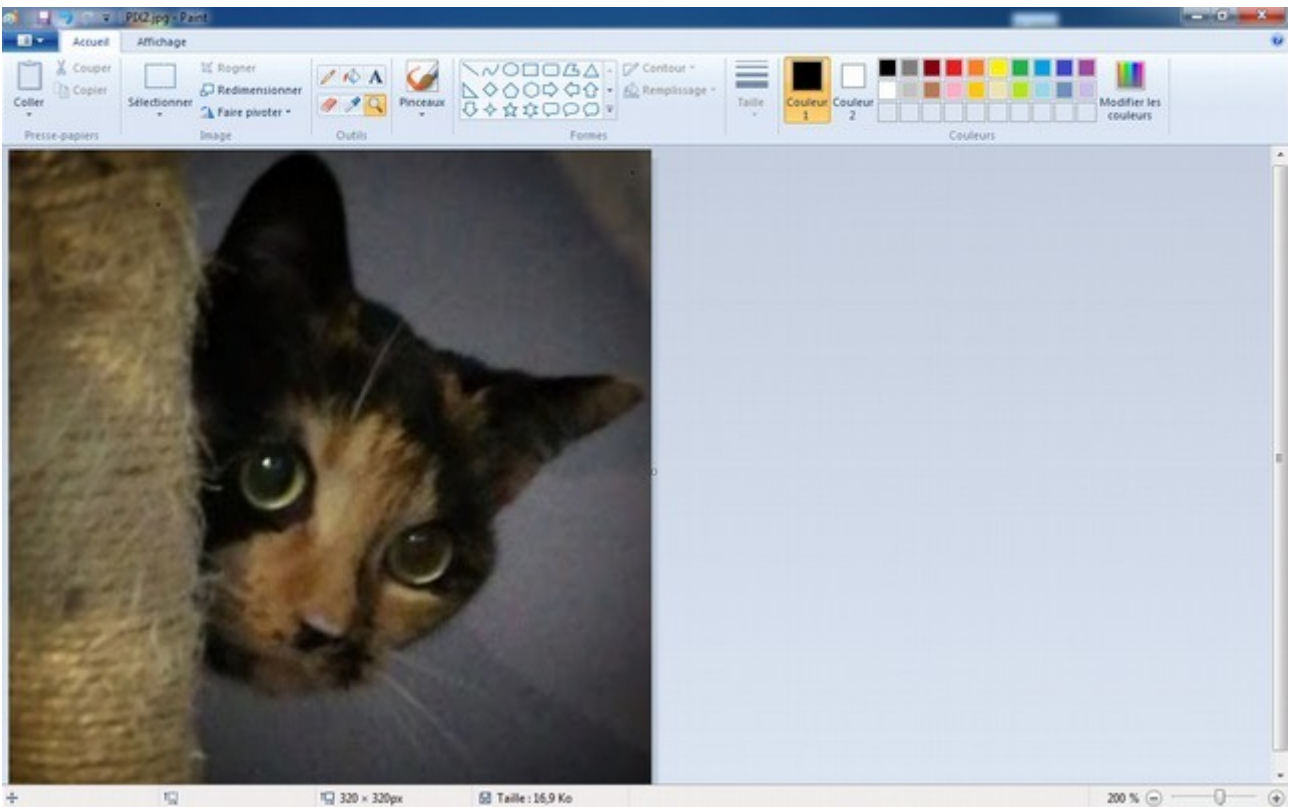 PIX2.jpg - Paint
Accueil Affichage
Coller
Couper
Copier
Presse-papiers
Sélectionner
Rogner
Redimensionner
Faire pivoter
Image
A
Outils
Pinceaux
Formes
Contour
Remplissage
Taille
Couleur 1
Couleur 2
Modifier les couleurs
Couleurs
320 × 320px
Taille : 16,9 Ko
200 %